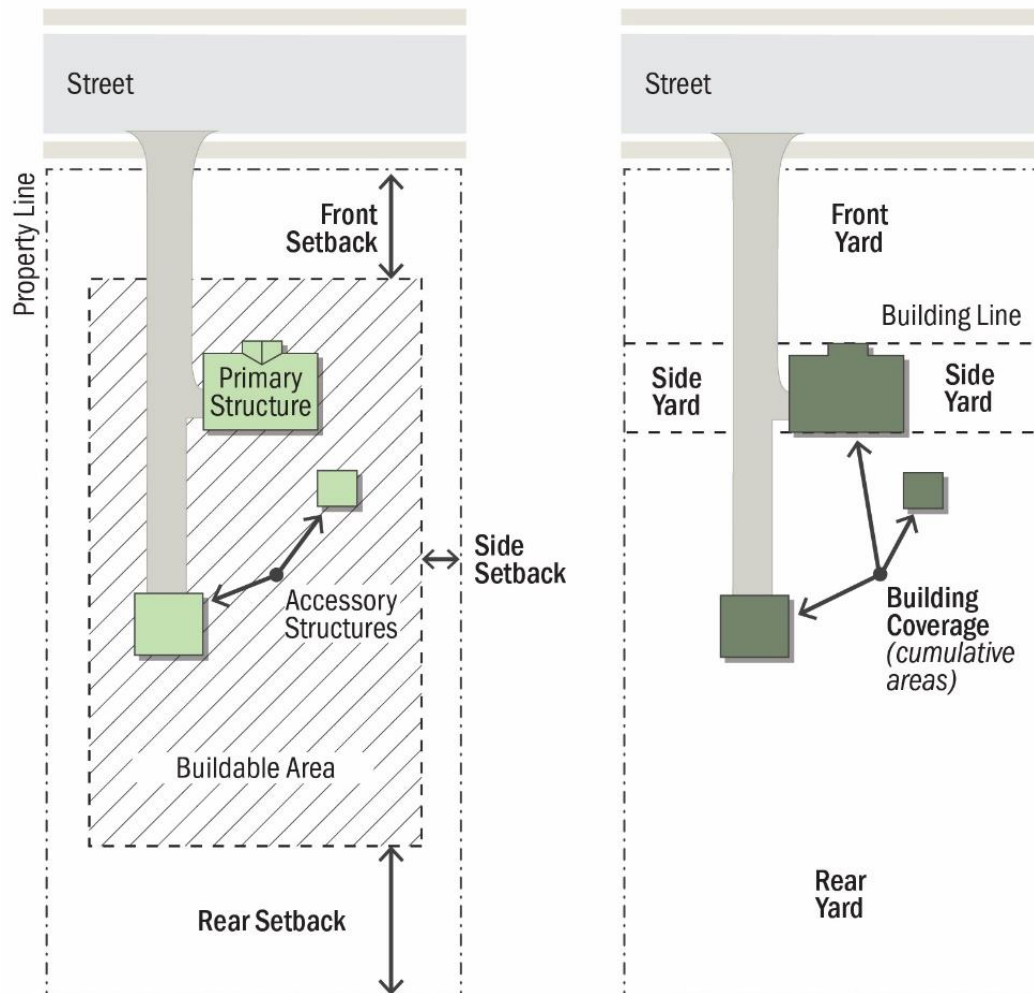 Street
Property Line
Front
Setback
Primary
Structure
Side
Setback
Accessory
Structures
Buildable Area
Rear Setback
Street
Front
Yard
Building Line
Side
Yard
Side
Yard
Building
Coverage
(cumulative
areas)
Rear
Yard